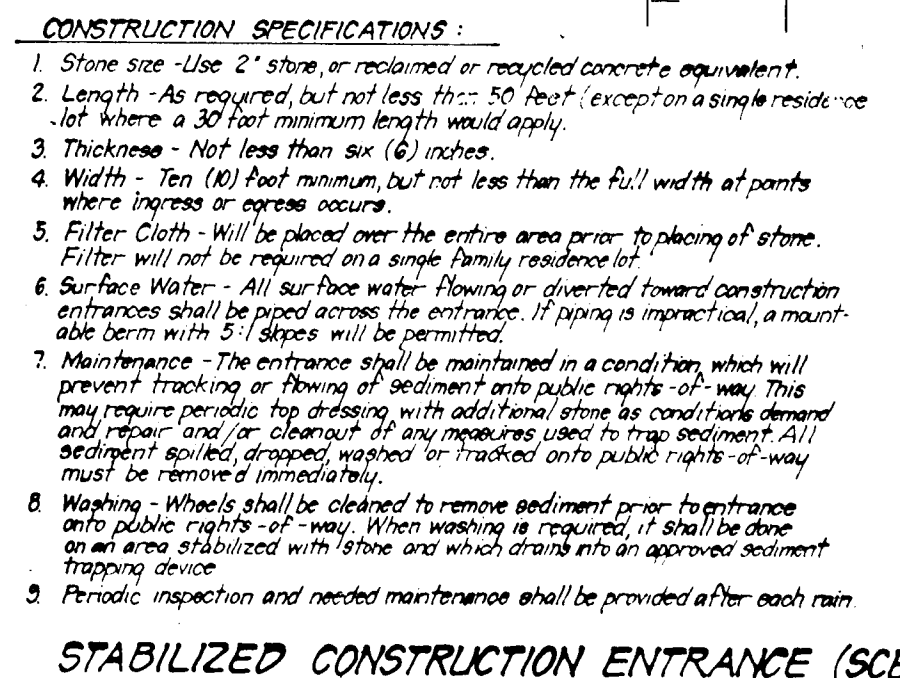 CONSTRUCTION SPECIFICATIONS :
1. Stone size -Use 2" stone, or reclaimed or recycled concrete equivalent.
2. Length -As required, but not less than 50 feet (except on a single residence
lot where a 30 foot minimum length would apply.
3. Thickness - Not less than six (6) inches.
4. Width - Ten (10) foot minimum, but not less than the full width at points
where ingress or egress occurs.
5. Filter Cloth - Will be placed over the entire area prior to placing of stone.
Filter will not be required on a single family residence lot.
6. Surface Water - All surface water flowing or diverted toward construction
entrances shall be piped across the entrance. If piping is impractical, a mount-
able berm with 5:1 slopes will be permitted.
7. Maintenance - The entrance shall be maintained in a condition which will
prevent tracking or flowing of sediment onto public rights-of-way. This
may require periodic top dressing with additional stone as conditions demand
and repair and/or cleanout of any measures used to trap sediment. All
sediment spilled, dropped, washed or tracked onto public rights-of-way
must be removed immediately.
8. Washing - Wheels shall be cleaned to remove sediment prior to entrance
onto public rights-of-way. When washing is required, it shall be done
on an area stabilized with stone and which drains into an approved sediment
trapping device
9. Periodic inspection and needed maintenance shall be provided after each rain.
STABILIZED CONSTRUCTION ENTRANCE (SCE